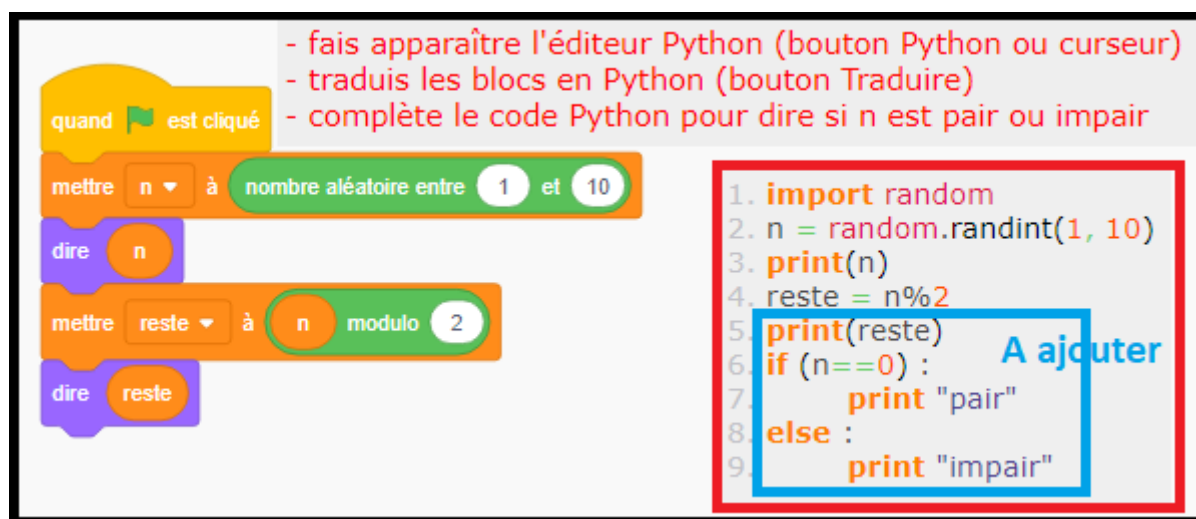 - fais apparaître l'éditeur Python (bouton Python ou curseur)
- traduis les blocs en Python (bouton Traduire)
- complète le code Python pour dire si n est pair ou impair
quand est cliqué
mettre n à nombre aléatoire entre 1 et 10
dire n
mettre reste à n modulo 2
dire reste
1. import random
2. n = random.randint(1, 10)
3. print(n)
4. reste = n%2
5. print(reste)
A ajouter
6. if (n==0) :
7. print "pair"
8. else :
9. print "impair"